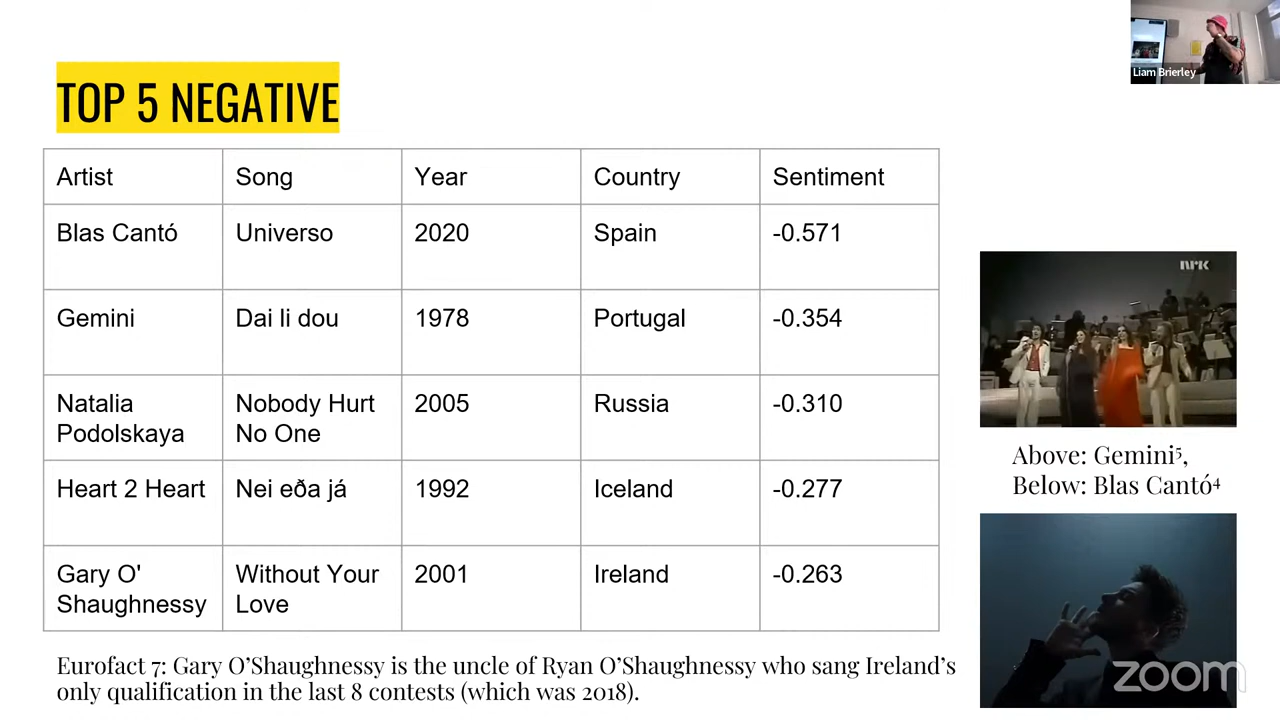 Liam Brierley
TOP 5 NEGATIVE
Artist Song Year Country Sentiment
Blas Cantó Universo 2020 Spain -0.571
Gemini Dai li dou 1978 Portugal -0.354
Natalia Podolskaya Nobody Hurt No One 2005 Russia -0.310
Heart 2 Heart Nei eða já 1992 Iceland -0.277
Gary O' Shaughnessy Without Your Love 2001 Ireland -0.263
nrk
Above: Gemini⁵,
Below: Blas Cantó⁴
Eurofact 7: Gary O’Shaughnessy is the uncle of Ryan O’Shaughnessy who sang Ireland’s
only qualification in the last 8 contests (which was 2018).
zoom